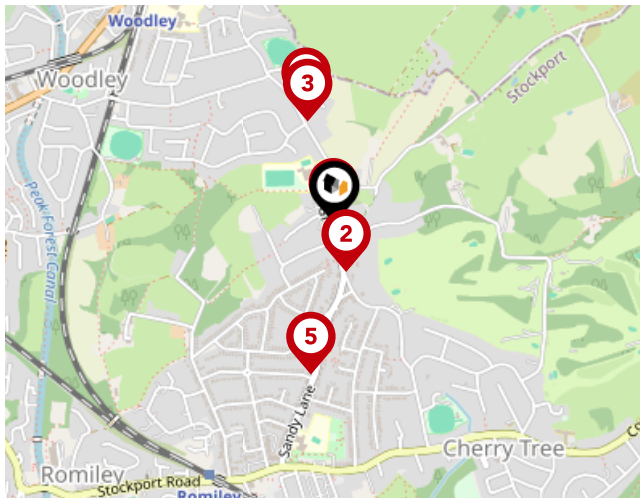 Woodley
Woodley
Stockport
3
Peak Forest Canal
2
5
Sandy Lane
Cherry Tree
Romiley
Stockport Road
Romiley